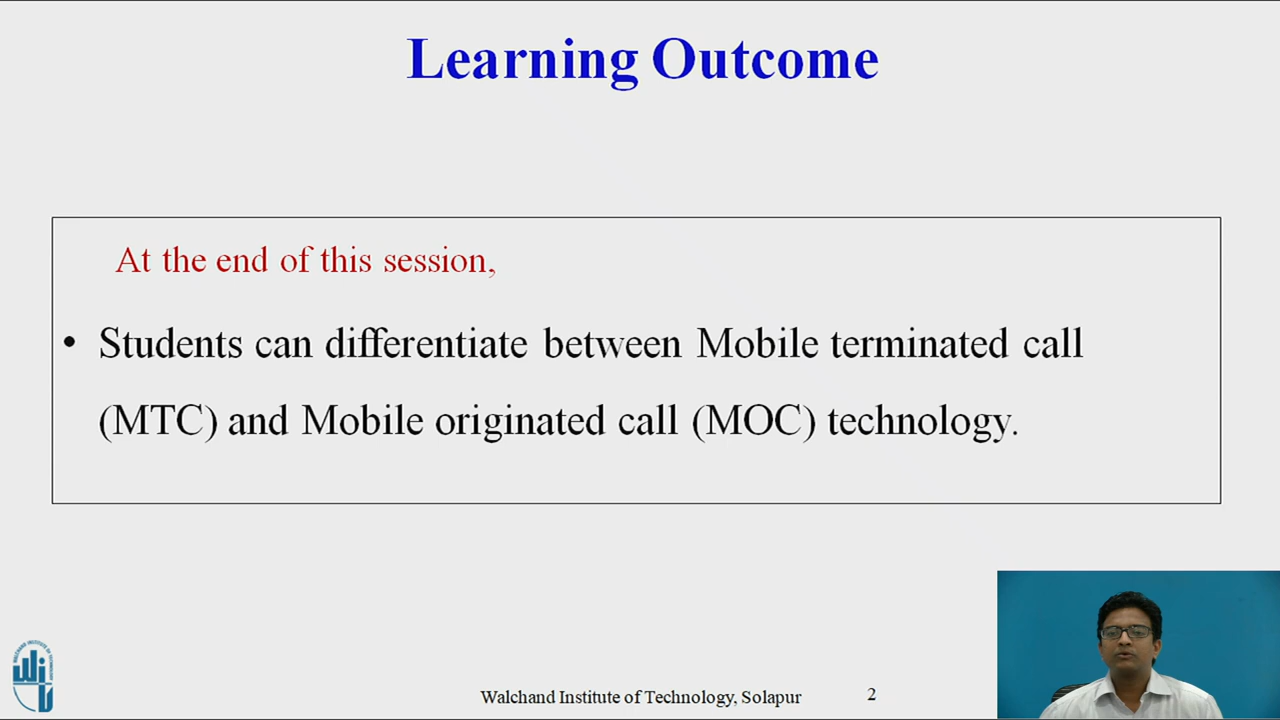 Learning Outcome
At the end of this session,
• Students can differentiate between Mobile terminated call
(MTC) and Mobile originated call (MOC) technology.
Walchand Institute of Technology, Solapur 2